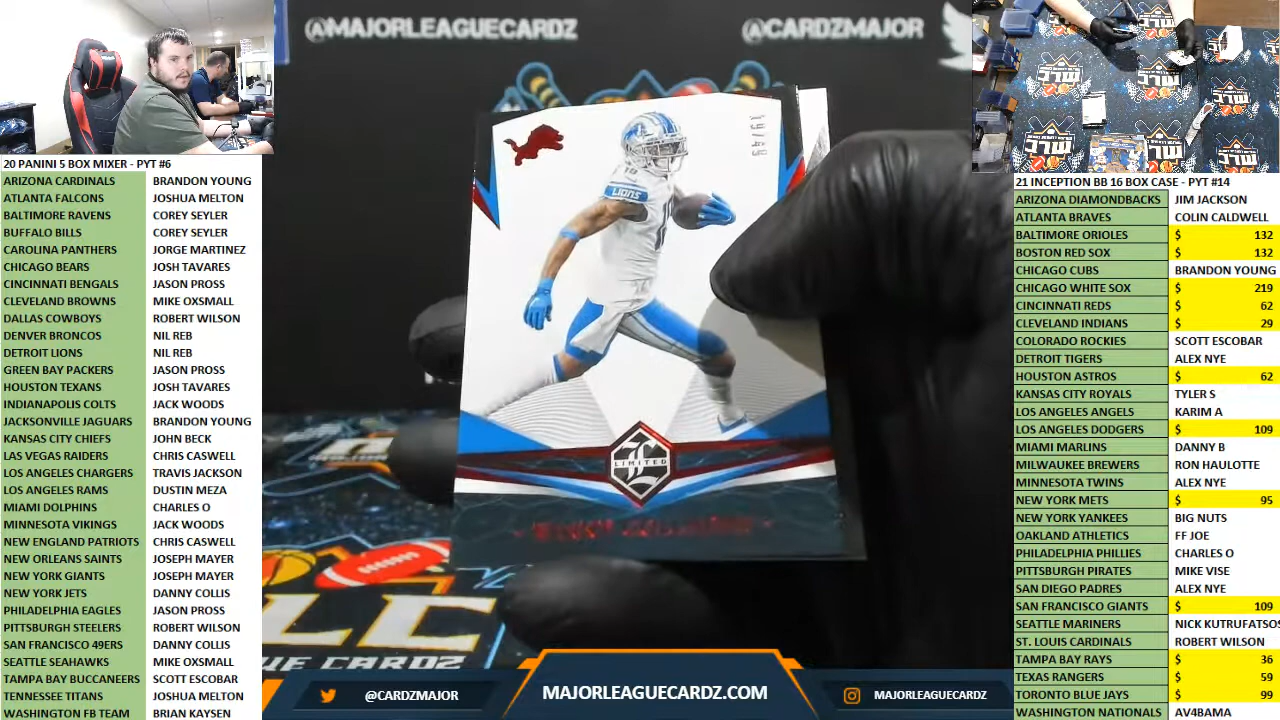 @MAJORLEAGUECARDZ
@CARDZMAJOR
20 PANINI 5 BOX MIXER - PYT #6
ARIZONA CARDINALS BRANDON YOUNG
ATLANTA FALCONS JOSHUA MELTON
BALTIMORE RAVENS COREY SEYLER
BUFFALO BILLS COREY SEYLER
CAROLINA PANTHERS JORGE MARTINEZ
CHICAGO BEARS JOSH TAVARES
CINCINNATI BENGALS JASON PROSS
CLEVELAND BROWNS MIKE OXSMALL
DALLAS COWBOYS ROBERT WILSON
DENVER BRONCOS NIL REB
DETROIT LIONS NIL REB
GREEN BAY PACKERS JASON PROSS
HOUSTON TEXANS JOSH TAVARES
INDIANAPOLIS COLTS JACK WOODS
JACKSONVILLE JAGUARS BRANDON YOUNG
KANSAS CITY CHIEFS JOHN BECK
LAS VEGAS RAIDERS CHRIS CASWELL
LOS ANGELES CHARGERS TRAVIS JACKSON
LOS ANGELES RAMS DUSTIN MEZA
MIAMI DOLPHINS CHARLES O
MINNESOTA VIKINGS JACK WOODS
NEW ENGLAND PATRIOTS CHRIS CASWELL
NEW ORLEANS SAINTS JOSEPH MAYER
NEW YORK GIANTS JOSEPH MAYER
NEW YORK JETS DANNY COLLIS
PHILADELPHIA EAGLES JASON PROSS
PITTSBURGH STEELERS ROBERT WILSON
SAN FRANCISCO 49ERS DANNY COLLIS
SEATTLE SEAHAWKS MIKE OXSMALL
TAMPA BAY BUCCANEERS SCOTT ESCOBAR
TENNESSEE TITANS JOSHUA MELTON
WASHINGTON FB TEAM BRIAN KAYSEN
LIONS
LIMITED
LC
UE CARDZ
@CARDZMAJOR
MAJORLEAGUECARDZ.COM
MAJORLEAGUECARDZ
MLC
21 INCEPTION BB 16 BOX CASE - PYT #14
ARIZONA DIAMONDBACKS JIM JACKSON
ATLANTA BRAVES COLIN CALDWELL
BALTIMORE ORIOLES $ 132
BOSTON RED SOX $ 132
CHICAGO CUBS BRANDON YOUNG
CHICAGO WHITE SOX $ 219
CINCINNATI REDS $ 62
CLEVELAND INDIANS $ 29
COLORADO ROCKIES SCOTT ESCOBAR
DETROIT TIGERS ALEX NYE
HOUSTON ASTROS $ 62
KANSAS CITY ROYALS TYLER S
LOS ANGELES ANGELS KARIM A
LOS ANGELES DODGERS $ 109
MIAMI MARLINS DANNY B
MILWAUKEE BREWERS RON HAULOTTE
MINNESOTA TWINS ALEX NYE
NEW YORK METS $ 95
NEW YORK YANKEES BIG NUTS
OAKLAND ATHLETICS FF JOE
PHILADELPHIA PHILLIES CHARLES O
PITTSBURGH PIRATES MIKE VISE
SAN DIEGO PADRES ALEX NYE
SAN FRANCISCO GIANTS $ 109
SEATTLE MARINERS NICK KUTRUFATSOS
ST. LOUIS CARDINALS ROBERT WILSON
TAMPA BAY RAYS $ 36
TEXAS RANGERS $ 59
TORONTO BLUE JAYS $ 99
WASHINGTON NATIONALS AV4BAMA